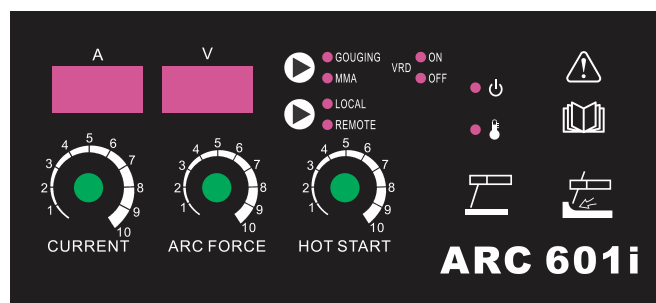 A
V
GOUGING
MMA
VRD
ON
OFF
LOCAL
REMOTE
1 2 3 4 5 6 7 8 9 10
CURRENT
1 2 3 4 5 6 7 8 9 10
ARC FORCE
1 2 3 4 5 6 7 8 9 10
HOT START
ARC 601i